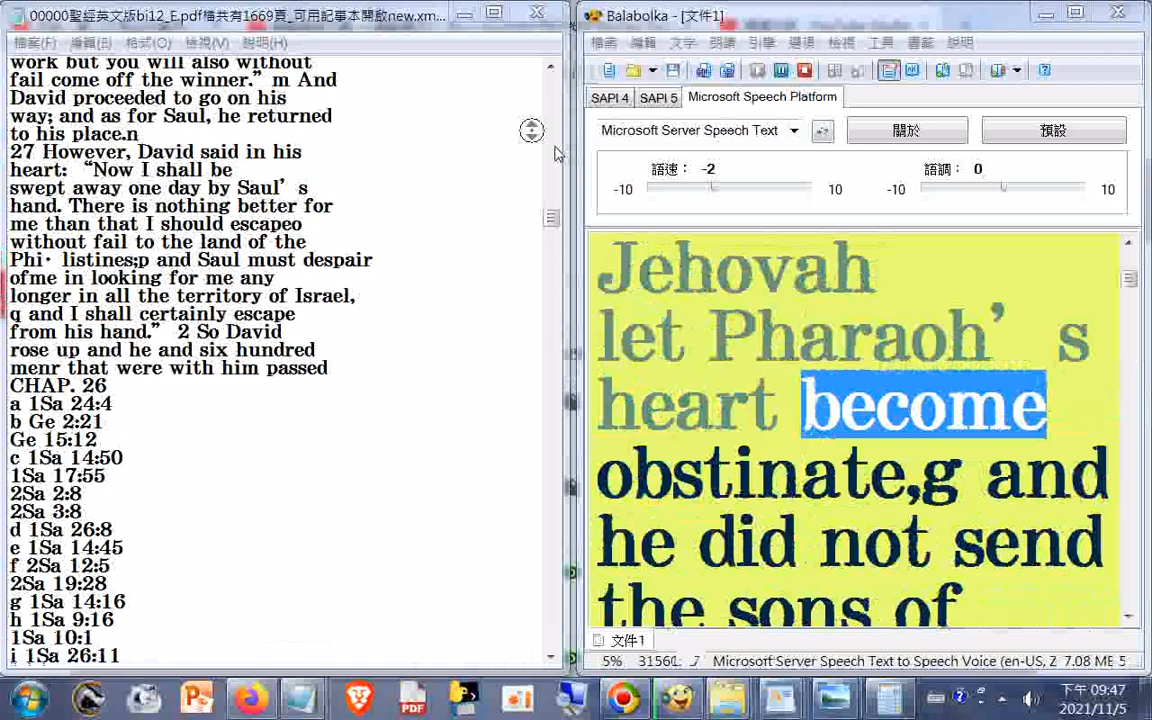 00000聖經英文版bi12_E.pdf檔共有1669頁_可用記事本開啟new.xm...
檔案(F) 編輯(E) 格式(O) 檢視(V) 說明(H)
work but you will also without
fail come off the winner.” m And
David proceeded to go on his
way; and as for Saul, he returned
to his place.n
27 However, David said in his
heart: “Now I shall be
swept away one day by Saul’s
hand. There is nothing better for
me than that I should escapeo
without fail to the land of the
Phi· listines;p and Saul must despair
ofme in looking for me any
longer in all the territory of Israel,
q and I shall certainly escape
from his hand.” 2 So David
rose up and he and six hundred
menr that were with him passed
CHAP. 26
a 1Sa 24:4
b Ge 2:21
Ge 15:12
c 1Sa 14:50
1Sa 17:55
2Sa 2:8
2Sa 3:8
d 1Sa 26:8
e 1Sa 14:45
f 2Sa 12:5
2Sa 19:28
g 1Sa 14:16
h 1Sa 9:16
1Sa 10:1
i 1Sa 26:11
Balabolka - [文件1]
檔案 編輯 文字 朗讀 引擎 選項 檢視 工具 書籤 說明
SAPI 4 SAPI 5 Microsoft Speech Platform
Microsoft Server Speech Text 關於 預設
語速： -2 語調： 0
-10 10 -10 10
Jehovah
let Pharaoh’s
heart become
obstinate,g and
he did not send
the sons of
文件1
5% 31561: .7 Microsoft Server Speech Text to Speech Voice (en-US, Z 7.08 MB 5
PDF
下午 09:47
2021/11/5